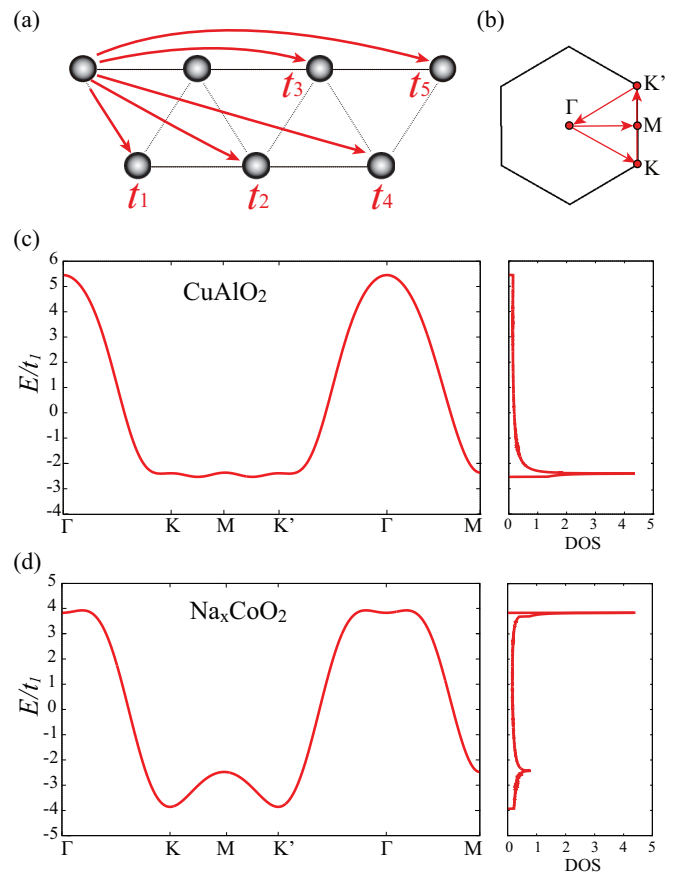 (a)
(b)
t3
t5
K'
Γ
M
K
t1
t2
t4
(c)
6
5
4
3
2
1
0
-1
-2
-3
-4
E/t1
CuAlO2
Γ
K
M
K'
Γ
M
0
1
2
3
4
5
DOS
(d)
5
4
3
2
1
0
-1
-2
-3
-4
-5
E/t1
NaxCoO2
Γ
K
M
K'
Γ
M
0
1
2
3
4
5
DOS